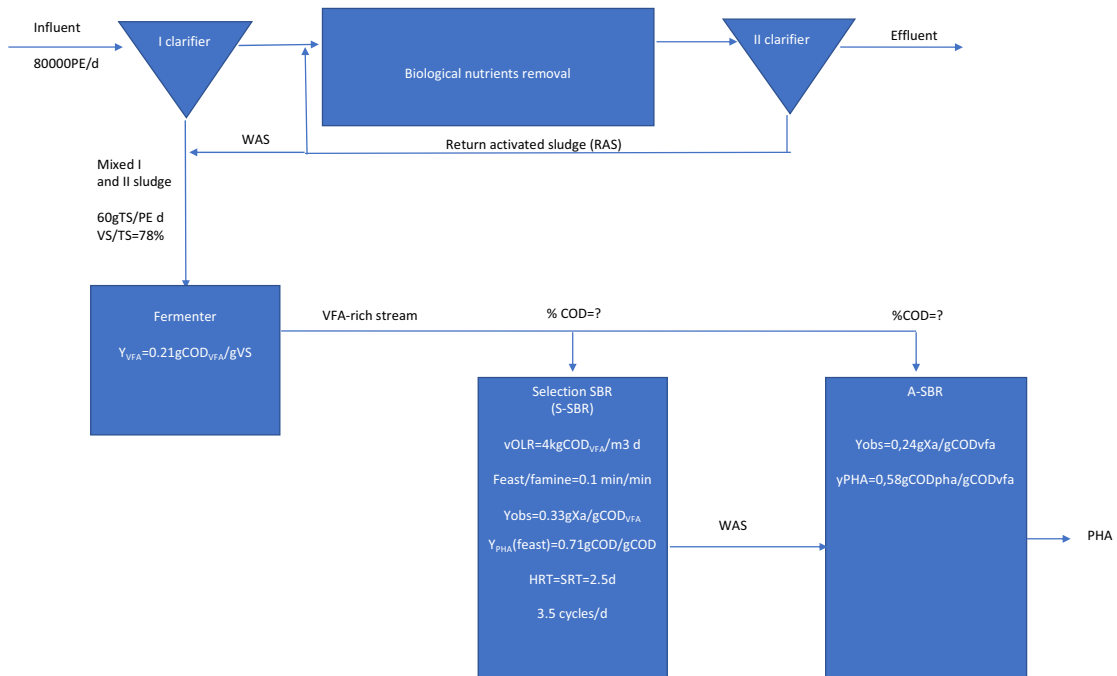 Influent
80000PE/d
I clarifier
Biological nutrients removal
II clarifier
Effluent
WAS
Return activated sludge (RAS)
Mixed I
and II sludge
60gTS/PE d
VS/TS=78%
Fermenter
YVFA=0.21gCODVFA/gVS
VFA-rich stream
% COD=?
%COD=?
Selection SBR
(S-SBR)
vOLR=4kgCODVFA/m3 d
Feast/famine=0.1 min/min
Yobs=0.33gXa/gCODVFA
YPHA(feast)=0.71gCOD/gCOD
HRT=SRT=2.5d
3.5 cycles/d
WAS
A-SBR
Yobs=0,24gXa/gCODvfa
yPHA=0,58gCODpha/gCODvfa
PHA